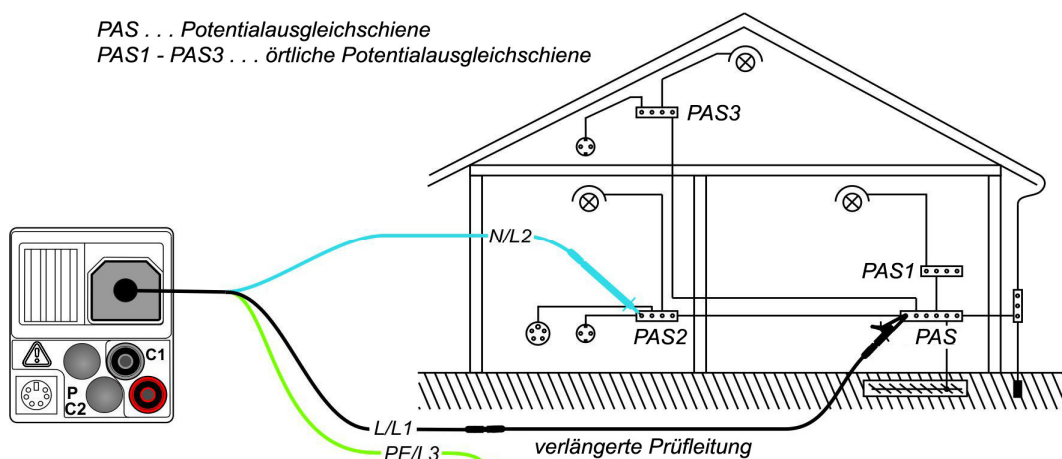 PAS . . . Potentialausgleichschiene
PAS1 - PAS3 . . . örtliche Potentialausgleichschiene
PAS3
N/L2
PAS1
PAS2
PAS
C1
P
C2
L/L1
verlängerte Prüfleitung
PE/L3